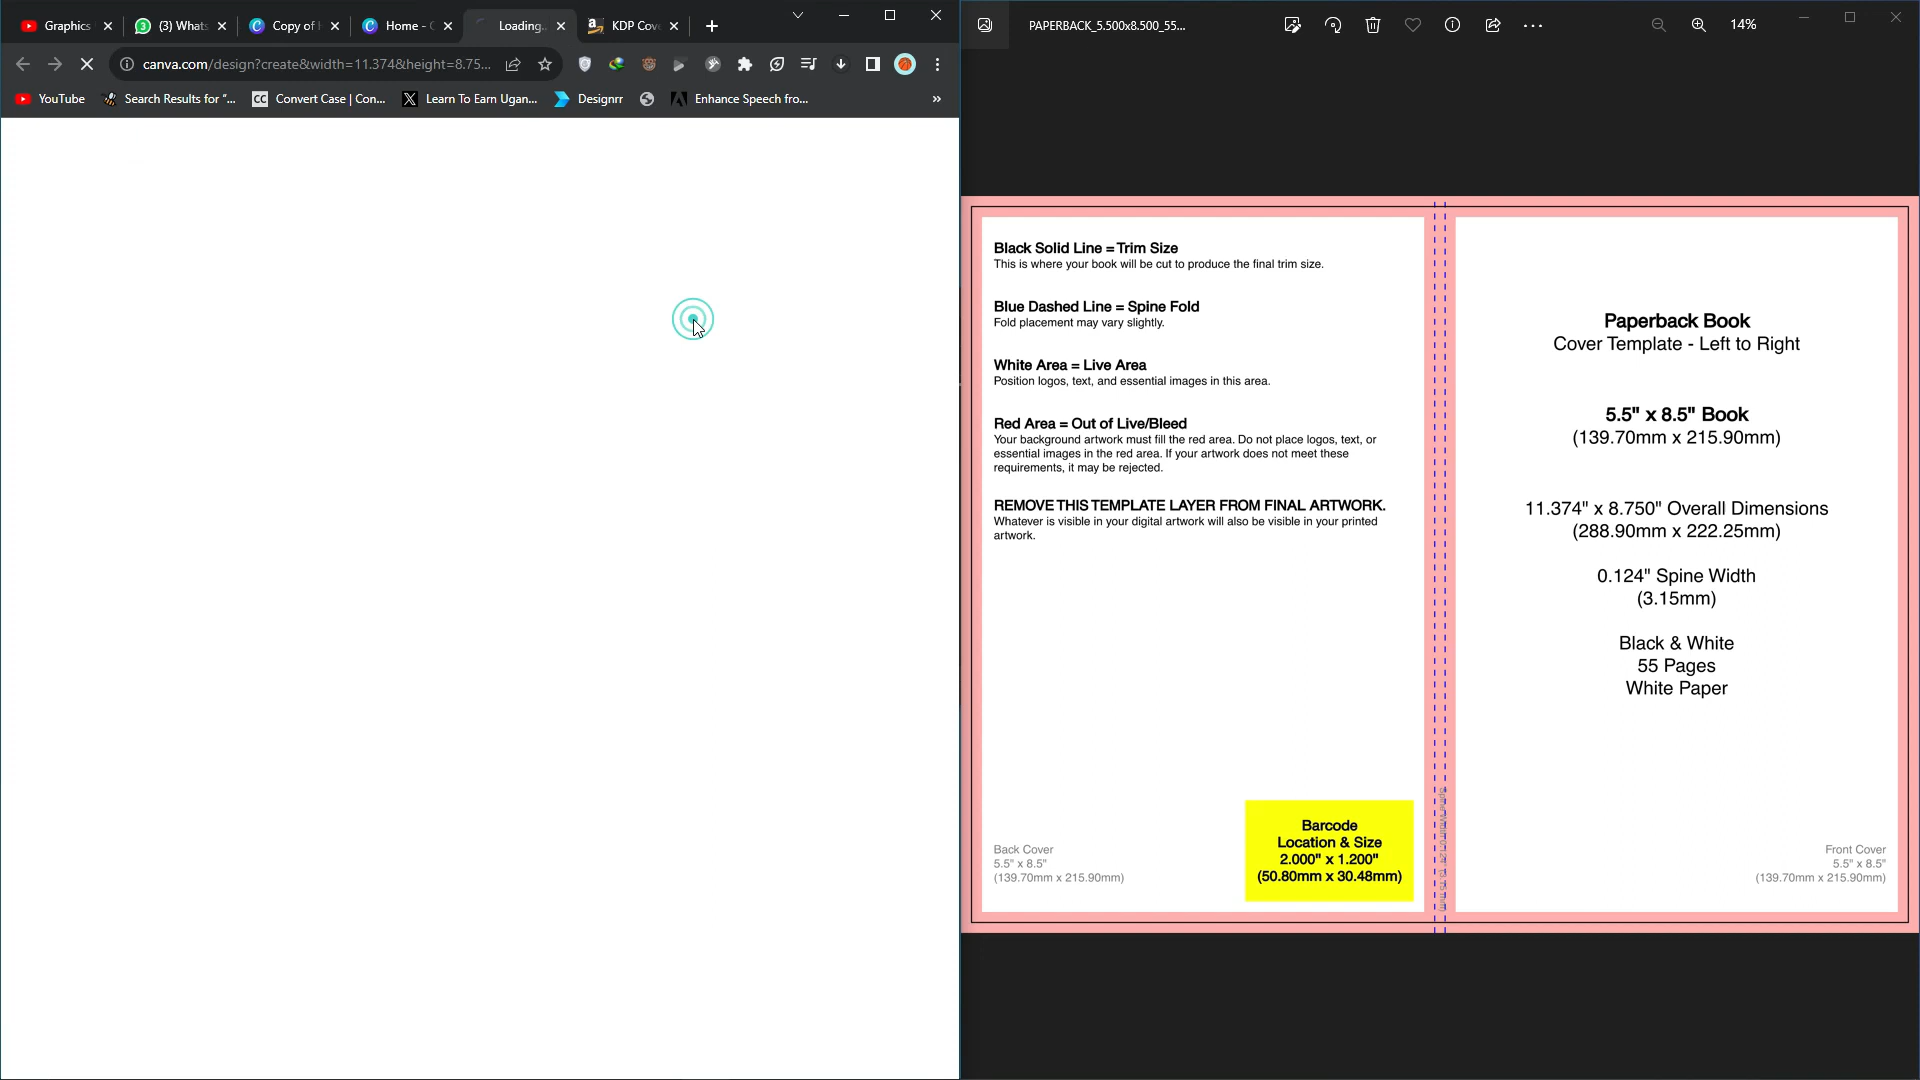 Graphics
(3) Whats
Copy of
Home - C
Loading..
KDP Cov
canva.com/design?create&width=11.374&height=8.75...
YouTube
Search Results for "...
Convert Case | Con...
Learn To Earn Ugan...
Designrr
Enhance Speech fro...
PAPERBACK_5.500x8.500_55...
14%
Black Solid Line = Trim Size
This is where your book will be cut to produce the final trim size.
Blue Dashed Line = Spine Fold
Fold placement may vary slightly.
White Area = Live Area
Position logos, text, and essential images in this area.
Red Area = Out of Live/Bleed
Your background artwork must fill the red area. Do not place logos, text, or
essential images in the red area. If your artwork does not meet these
requirements, it may be rejected.
REMOVE THIS TEMPLATE LAYER FROM FINAL ARTWORK.
Whatever is visible in your digital artwork will also be visible in your printed
artwork.
Back Cover
5.5" x 8.5"
(139.70mm x 215.90mm)
Barcode
Location & Size
2.000" x 1.200"
(50.80mm x 30.48mm)
Paperback Book
Cover Template - Left to Right
5.5" x 8.5" Book
(139.70mm x 215.90mm)
11.374" x 8.750" Overall Dimensions
(288.90mm x 222.25mm)
0.124" Spine Width
(3.15mm)
Black & White
55 Pages
White Paper
Front Cover
5.5" x 8.5"
(139.70mm x 215.90mm)